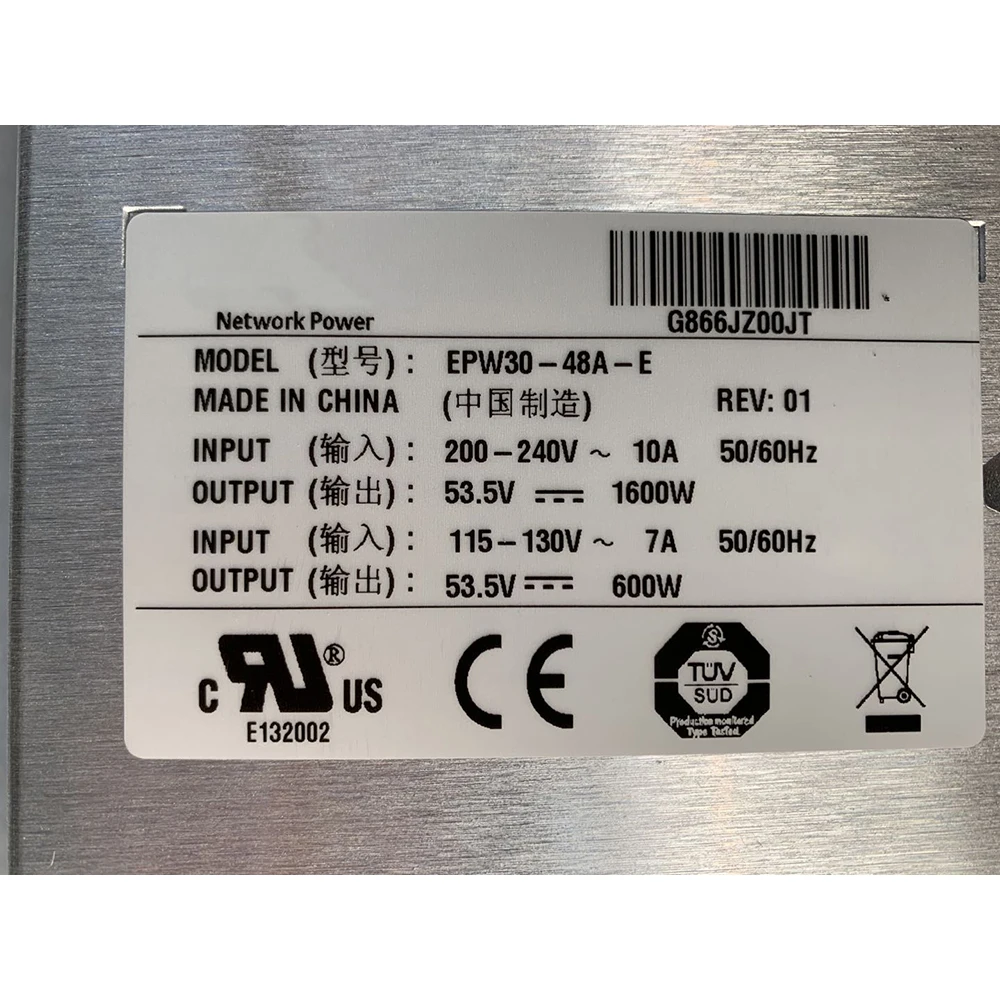 G866JZ00JT
Network Power
MODEL (型号) : EPW30-48A-E
MADE IN CHINA (中国制造) REV: 01
INPUT (输入) : 200-240V ~ 10A 50/60Hz
OUTPUT (输出) : 53.5V ⎓ 1600W
INPUT (输入) : 115-130V ~ 7A 50/60Hz
OUTPUT (输出) : 53.5V ⎓ 600W
C RU® US
E132002
CE
TÜV
SÜD
Production monitored
Type Tested